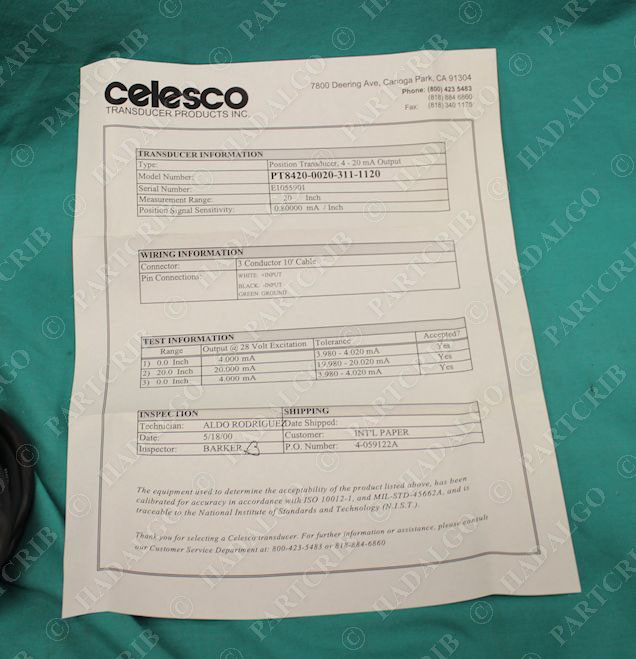 celesco
TRANSDUCER PRODUCTS INC.
7800 Deering Ave, Canoga Park, CA 91304
Phone: (800) 423 5483
(818) 884 6860
Fax: (818) 340 1175
TRANSDUCER INFORMATION
Type: Position Transducer, 4 - 20 mA Output
Model Number: PT8420-0020-311-1120
Serial Number: E1055901
Measurement Range: 20 Inch
Position Signal Sensitivity: 0.80000 mA / Inch
WIRING INFORMATION
Connector: 3 Conductor 10' Cable
Pin Connections: WHITE +INPUT
BLACK -INPUT
GREEN GROUND
TEST INFORMATION
Range Output @ 28 Volt Excitation Tolerance Accepted?
1) 0.0 Inch 4.000 mA 3.980 - 4.020 mA Yes
2) 20.0 Inch 20.000 mA 19.980 - 20.020 mA Yes
3) 0.0 Inch 4.000 mA 3.980 - 4.020 mA Yes
INSPECTION SHIPPING
Technician: ALDO RODRIGUEZ Date Shipped:
Date: 5/18/00 Customer: INT'L PAPER
Inspector: BARKER P.O. Number: 4-059122A
The equipment used to determine the acceptability of the product listed above, has been
calibrated for accuracy in accordance with ISO 10012-1, and MIL-STD-45662A, and is
traceable to the National Institute of Standards and Technology (N.I.S.T.).
Thank you for selecting a Celesco transducer. For further information or assistance, please consult
our Customer Service Department at: 800-423-5483 or 818-884-6860
© PARTCRIB
© HADALGO